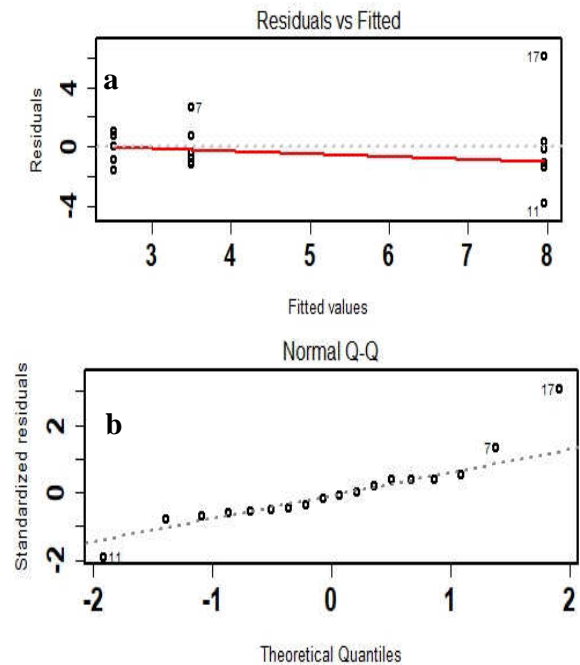 Residuals vs Fitted
a
17
7
11
Residuals
4
0
-4
3 4 5 6 7 8
Fitted values
Normal Q-Q
b
17
7
11
Standardized residuals
2
0
-2
-2 -1 0 1 2
Theoretical Quantiles